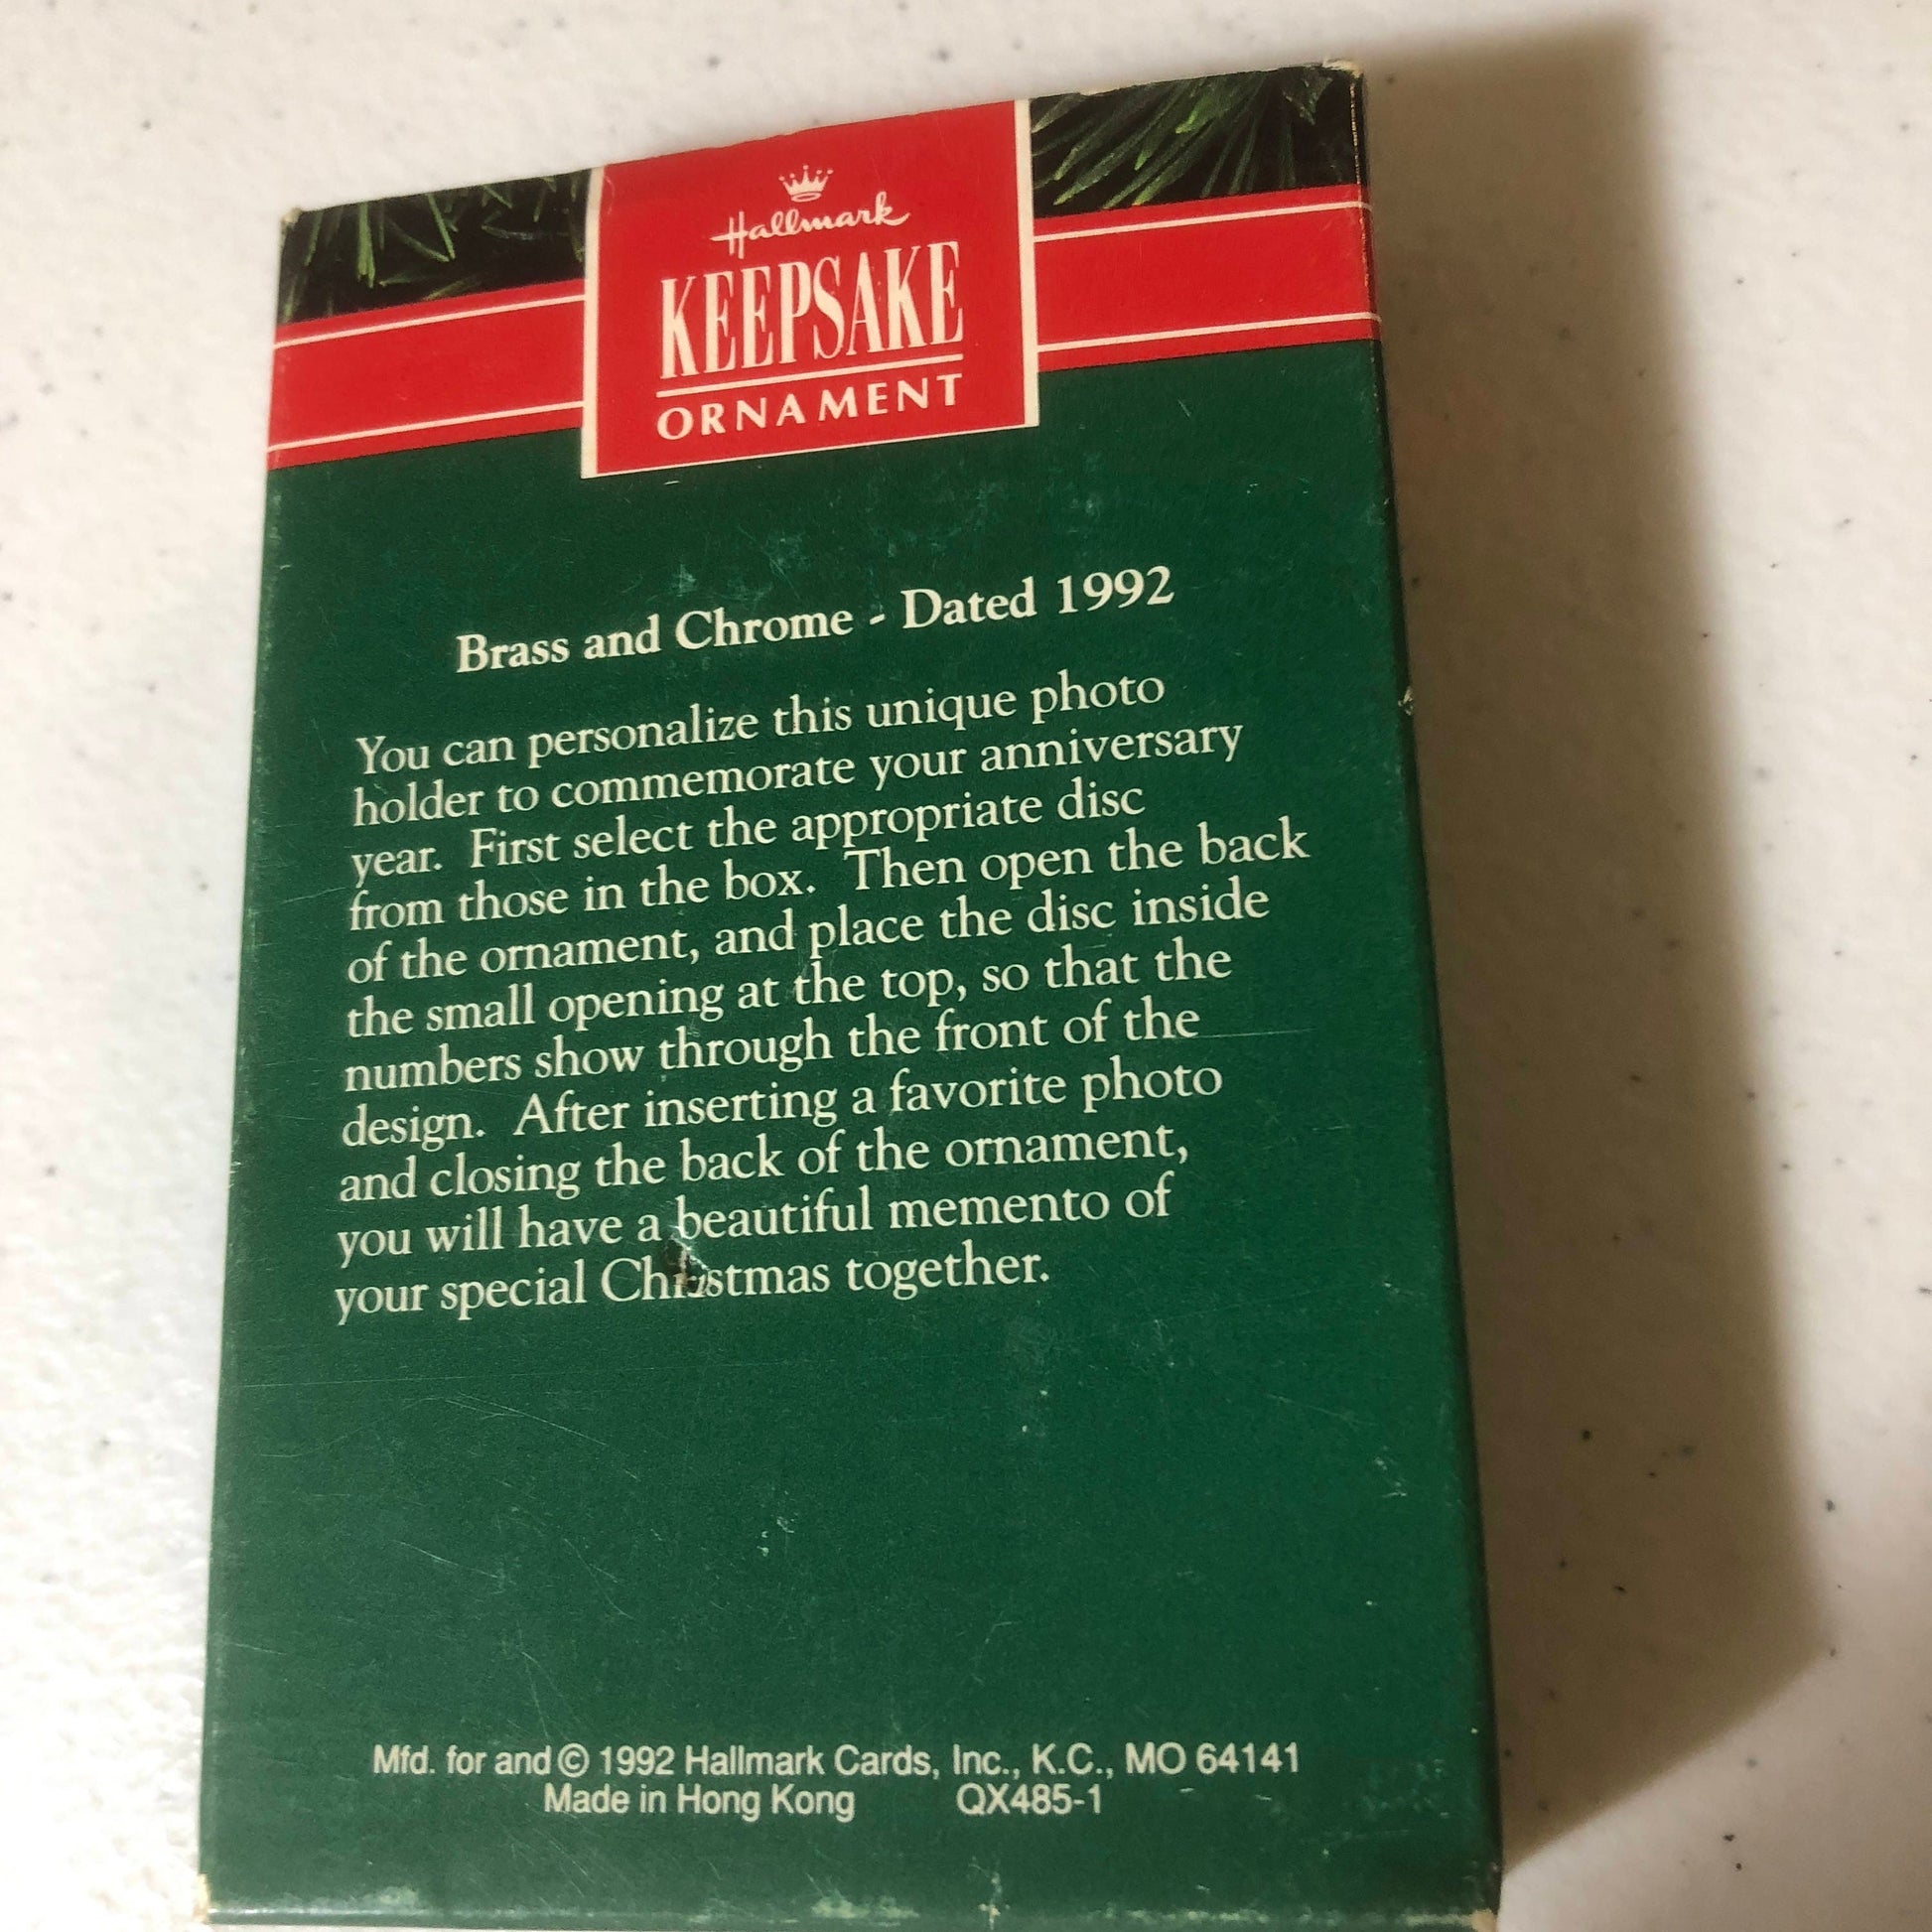 Hallmark
KEEPSAKE
ORNAMENT
Brass and Chrome - Dated 1992
You can personalize this unique photo
holder to commemorate your anniversary
year. First select the appropriate disc
from those in the box. Then open the back
of the ornament, and place the disc inside
the small opening at the top, so that the
numbers show through the front of the
design. After inserting a favorite photo
and closing the back of the ornament,
you will have a beautiful memento of
your special Christmas together.
Mfd. for and © 1992 Hallmark Cards, Inc., K.C., MO 64141
Made in Hong Kong QX485-1